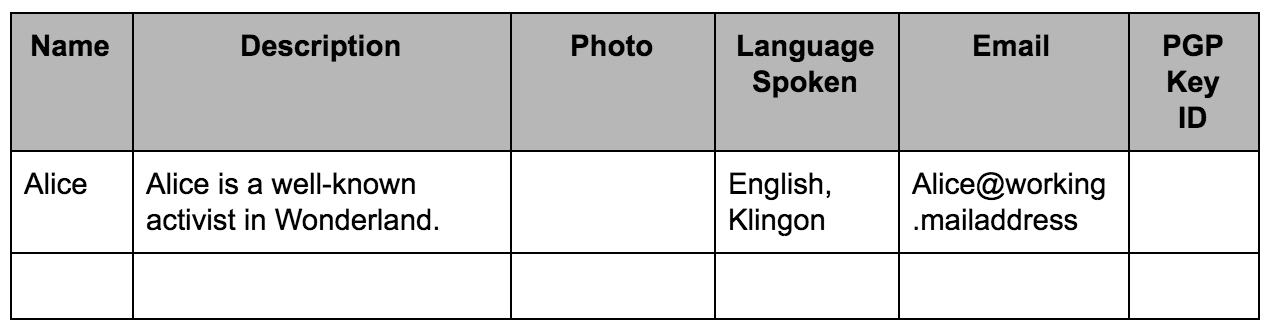 Name Description Photo Language Spoken Email PGP Key ID
Alice Alice is a well-known activist in Wonderland. English, Klingon Alice@working.mailaddress